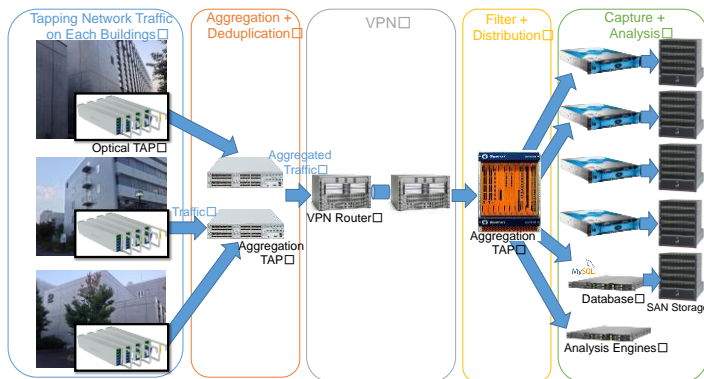 Tapping Network Traffic
on Each Buildings□
Aggregation +
Deduplication□
VPN□
Filter +
Distribution□
Capture +
Analysis□
Optical TAP□
Aggregated
Traffic□
Traffic□
VPN Router□
Aggregation
TAP□
Aggregation
TAP□
MySQL
Database□
SAN Storage□
Analysis Engines□